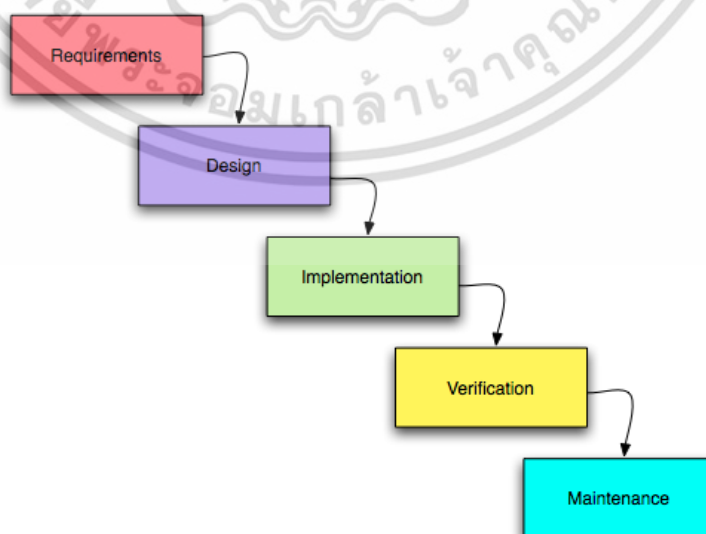 Requirements
Design
Implementation
Verification
Maintenance